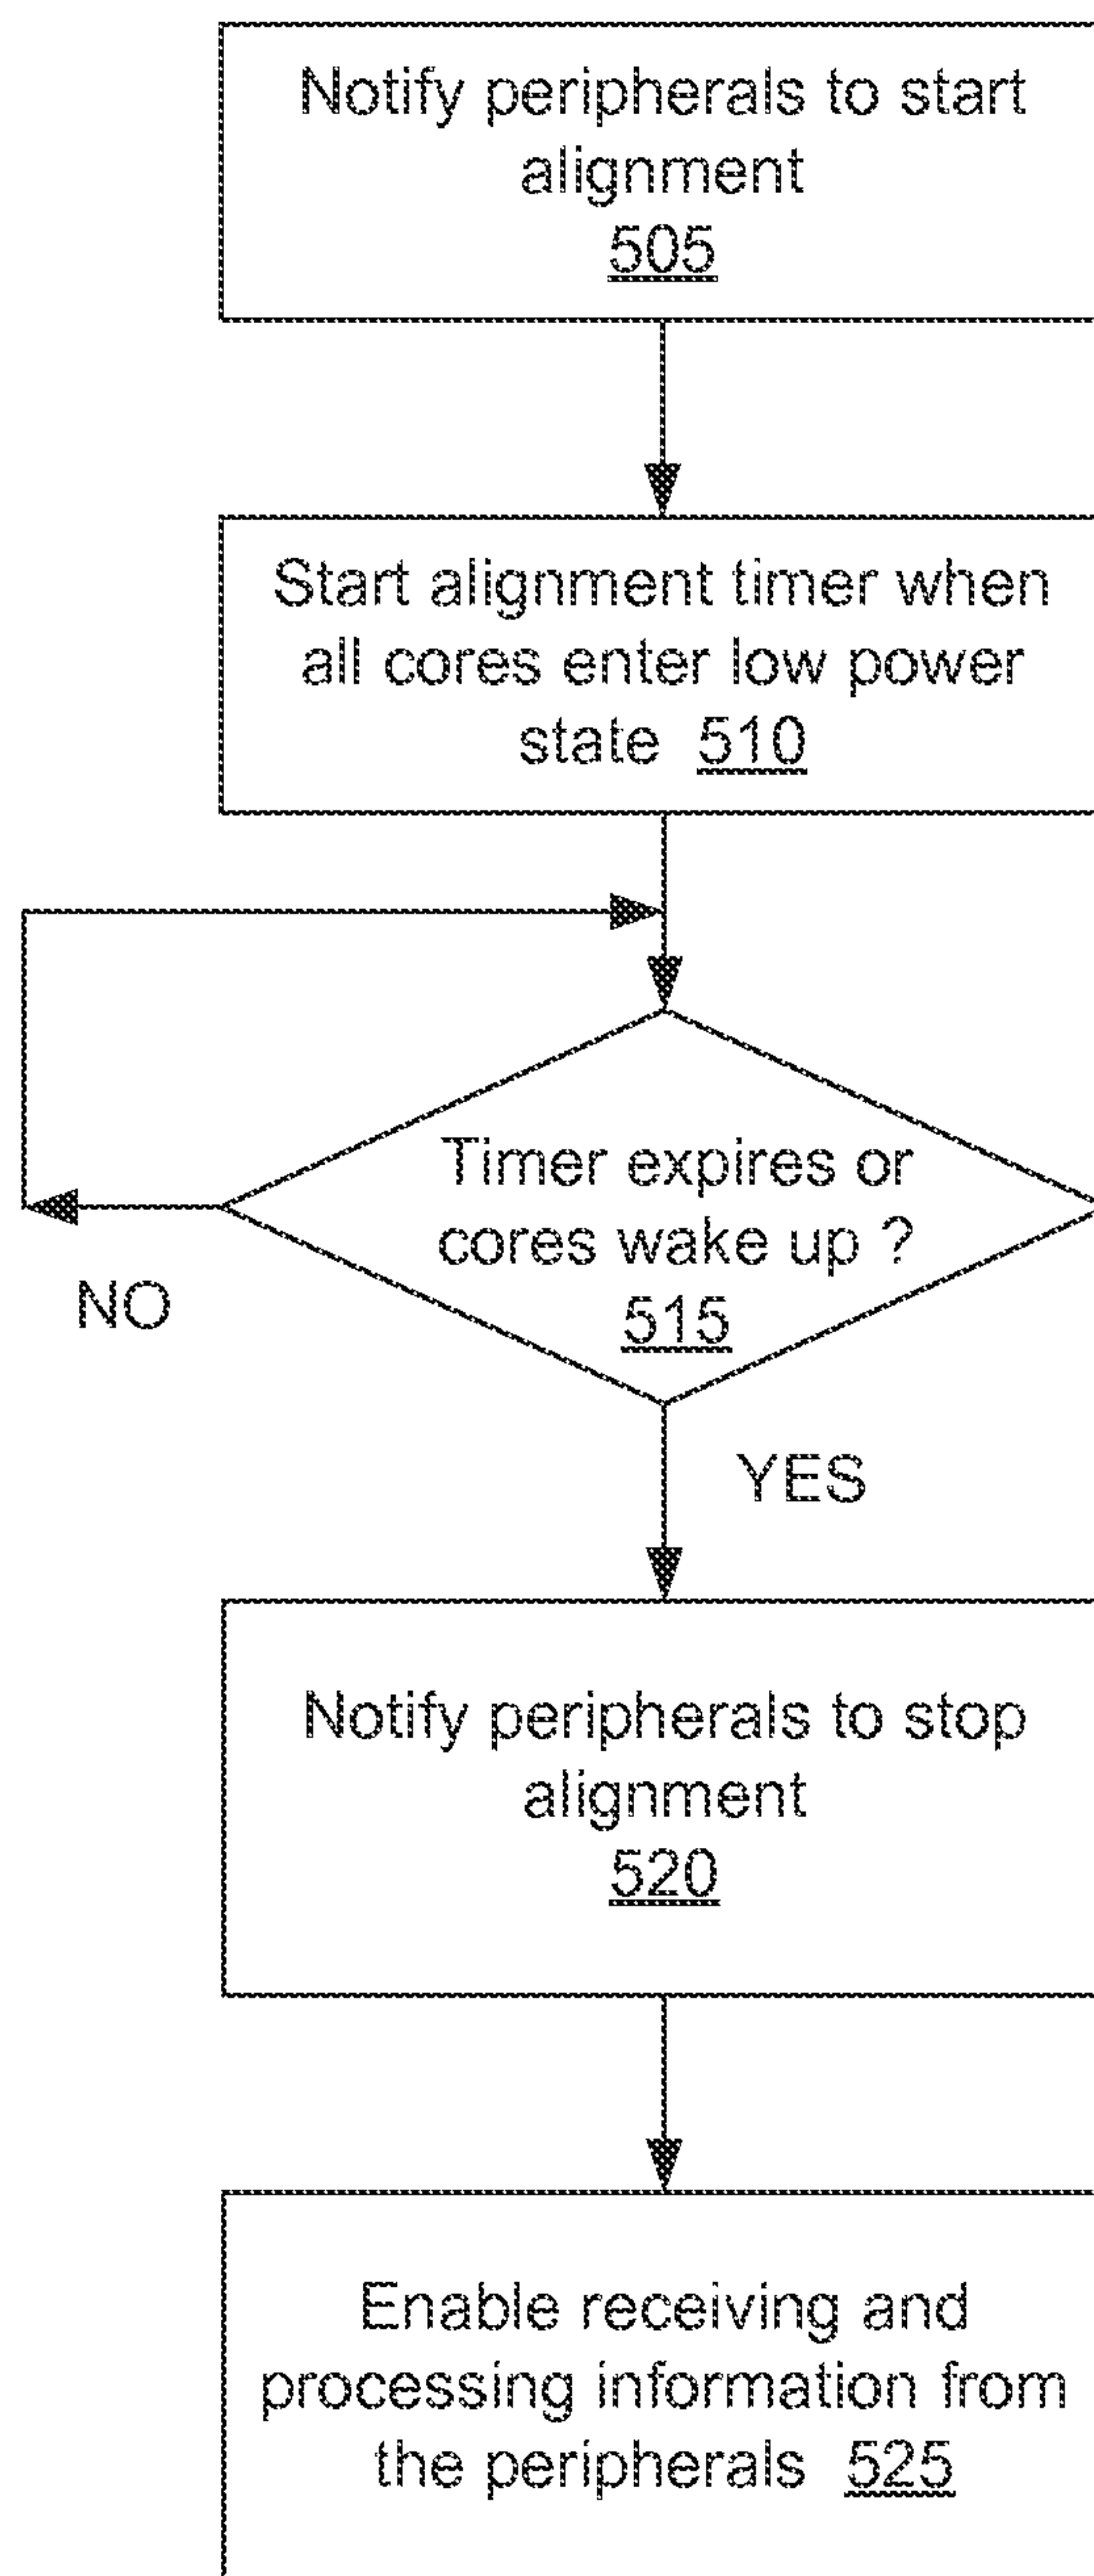 Notify peripherals to start
alignment
505
Start alignment timer when
all cores enter low power
state 510
Timer expires or
cores wake up ?
515
NO
YES
Notify peripherals to stop
alignment
520
Enable receiving and
processing information from
the peripherals 525